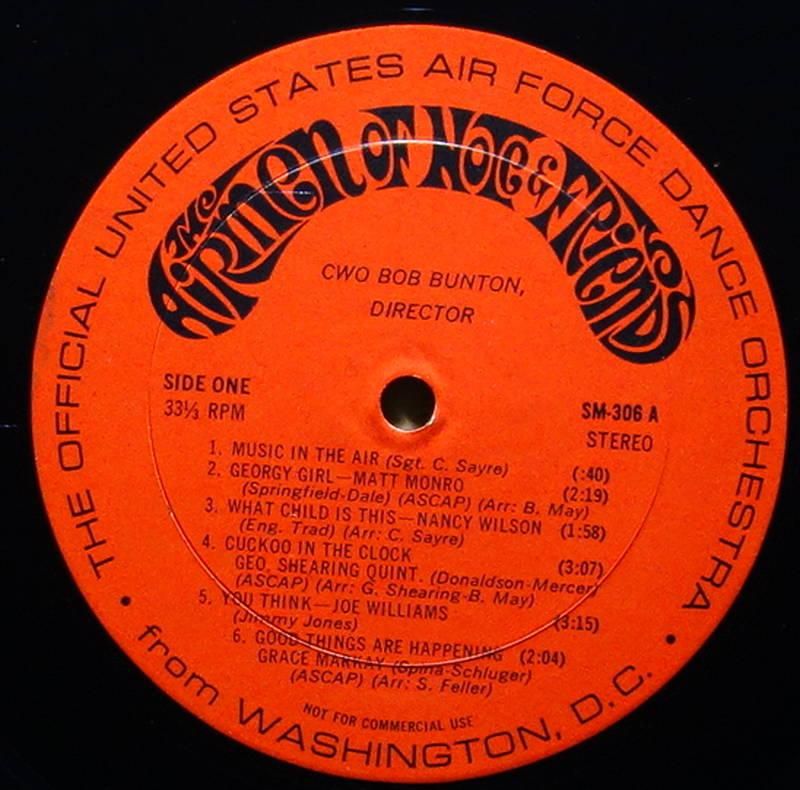 THE OFFICIAL UNITED STATES AIR FORCE DANCE ORCHESTRA
• from WASHINGTON, D.C. •
THE AIRMEN OF NOTE & FRIENDS
CWO BOB BUNTON,
DIRECTOR
SIDE ONE
33⅓ RPM
SM-306 A
STEREO
1. MUSIC IN THE AIR (Sgt. C. Sayre) (:40)
2. GEORGY GIRL—MATT MONRO (2:19)
(Springfield-Dale) (ASCAP) (Arr: B. May)
3. WHAT CHILD IS THIS—NANCY WILSON (1:58)
(Eng. Trad) (Arr: C. Sayre)
4. CUCKOO IN THE CLOCK (3:07)
GEO. SHEARING QUINT. (Donaldson-Mercer)
(ASCAP) (Arr: G. Shearing-B. May)
5. YOU THINK—JOE WILLIAMS (3:15)
(Jimmy Jones)
6. GOOD THINGS ARE HAPPENING (2:04)
GRACE MARKAY (Spina-Schluger)
(ASCAP) (Arr: S. Feller)
NOT FOR COMMERCIAL USE